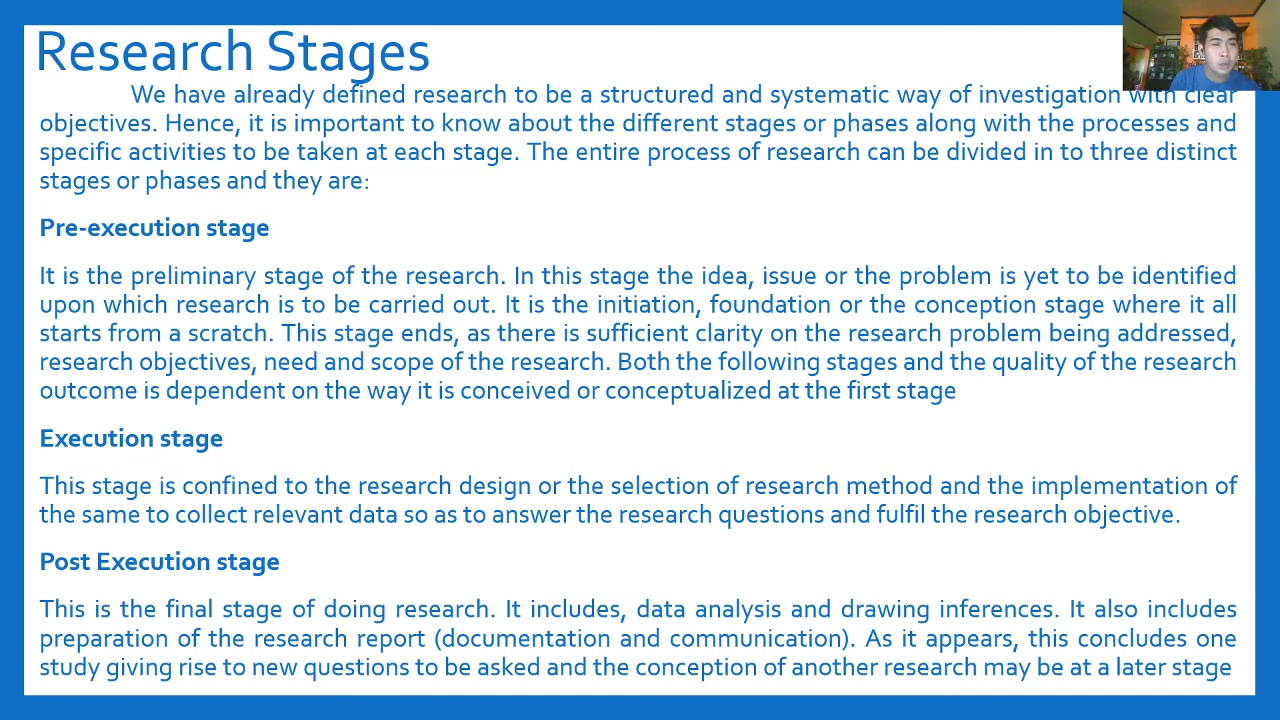 Research Stages
We have already defined research to be a structured and systematic way of investigation with clear
objectives. Hence, it is important to know about the different stages or phases along with the processes and
specific activities to be taken at each stage. The entire process of research can be divided in to three distinct
stages or phases and they are:
Pre-execution stage
It is the preliminary stage of the research. In this stage the idea, issue or the problem is yet to be identified
upon which research is to be carried out. It is the initiation, foundation or the conception stage where it all
starts from a scratch. This stage ends, as there is sufficient clarity on the research problem being addressed,
research objectives, need and scope of the research. Both the following stages and the quality of the research
outcome is dependent on the way it is conceived or conceptualized at the first stage
Execution stage
This stage is confined to the research design or the selection of research method and the implementation of
the same to collect relevant data so as to answer the research questions and fulfil the research objective.
Post Execution stage
This is the final stage of doing research. It includes, data analysis and drawing inferences. It also includes
preparation of the research report (documentation and communication). As it appears, this concludes one
study giving rise to new questions to be asked and the conception of another research may be at a later stage